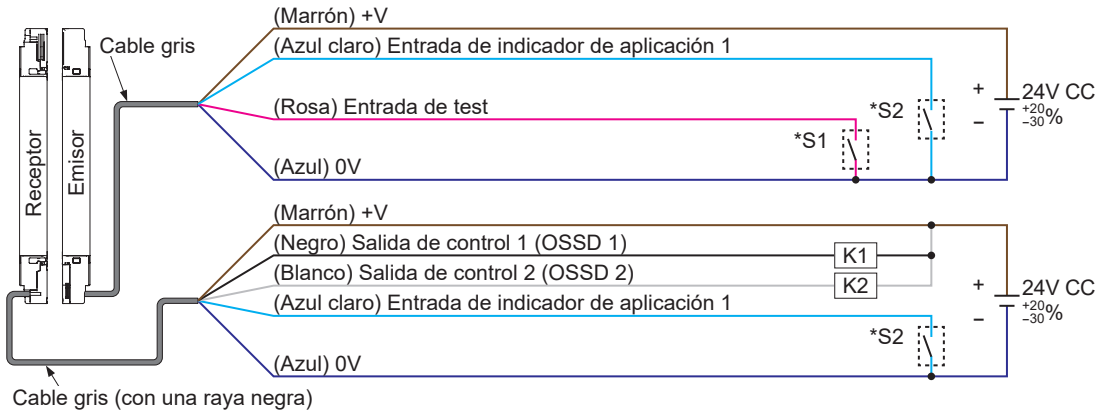 (Marrón) +V
Cable gris
(Azul claro) Entrada de indicador de aplicación 1
(Rosa) Entrada de test
*S1
*S2
+
−
24V CC
+20
−30%
(Azul) 0V
Receptor
Emisor
(Marrón) +V
(Negro) Salida de control 1 (OSSD 1)
K1
(Blanco) Salida de control 2 (OSSD 2)
K2
(Azul claro) Entrada de indicador de aplicación 1
*S2
+
−
24V CC
+20
−30%
(Azul) 0V
Cable gris (con una raya negra)